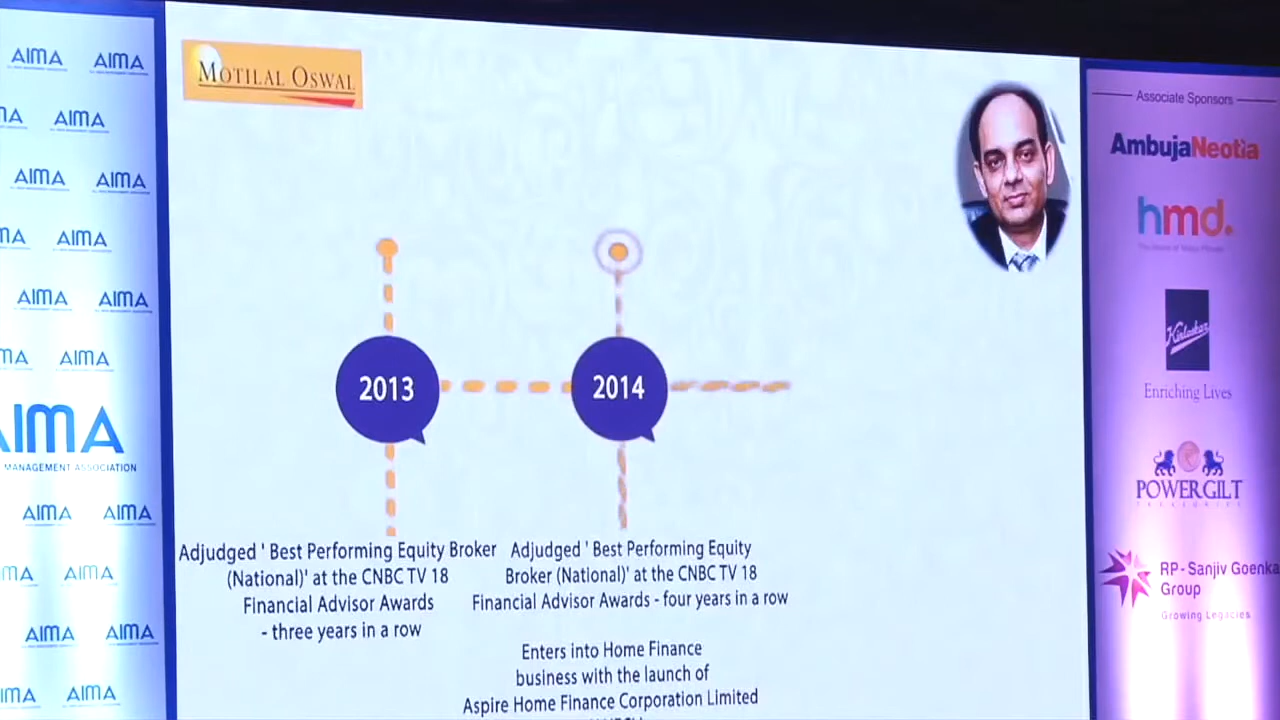 AIMA AIMA
AIMA
AIMA AIMA
AIMA
AIMA AIMA
AIMA
AIMA
MANAGEMENT ASSOCIATION
AIMA AIMA
AIMA
AIMA AIMA
AIMA
MOTILAL OSWAL
2013
2014
Adjudged ' Best Performing Equity Broker
(National)' at the CNBC TV 18
Financial Advisor Awards
- three years in a row
Adjudged ' Best Performing Equity
Broker (National)' at the CNBC TV 18
Financial Advisor Awards - four years in a row
Enters into Home Finance
business with the launch of
Aspire Home Finance Corporation Limited
Associate Sponsors
AmbujaNeotia
hmd.
Kirloskar
Enriching Lives
POWERGILT
TREASURIES
RP - Sanjiv Goenka
Group
Growing Legacies